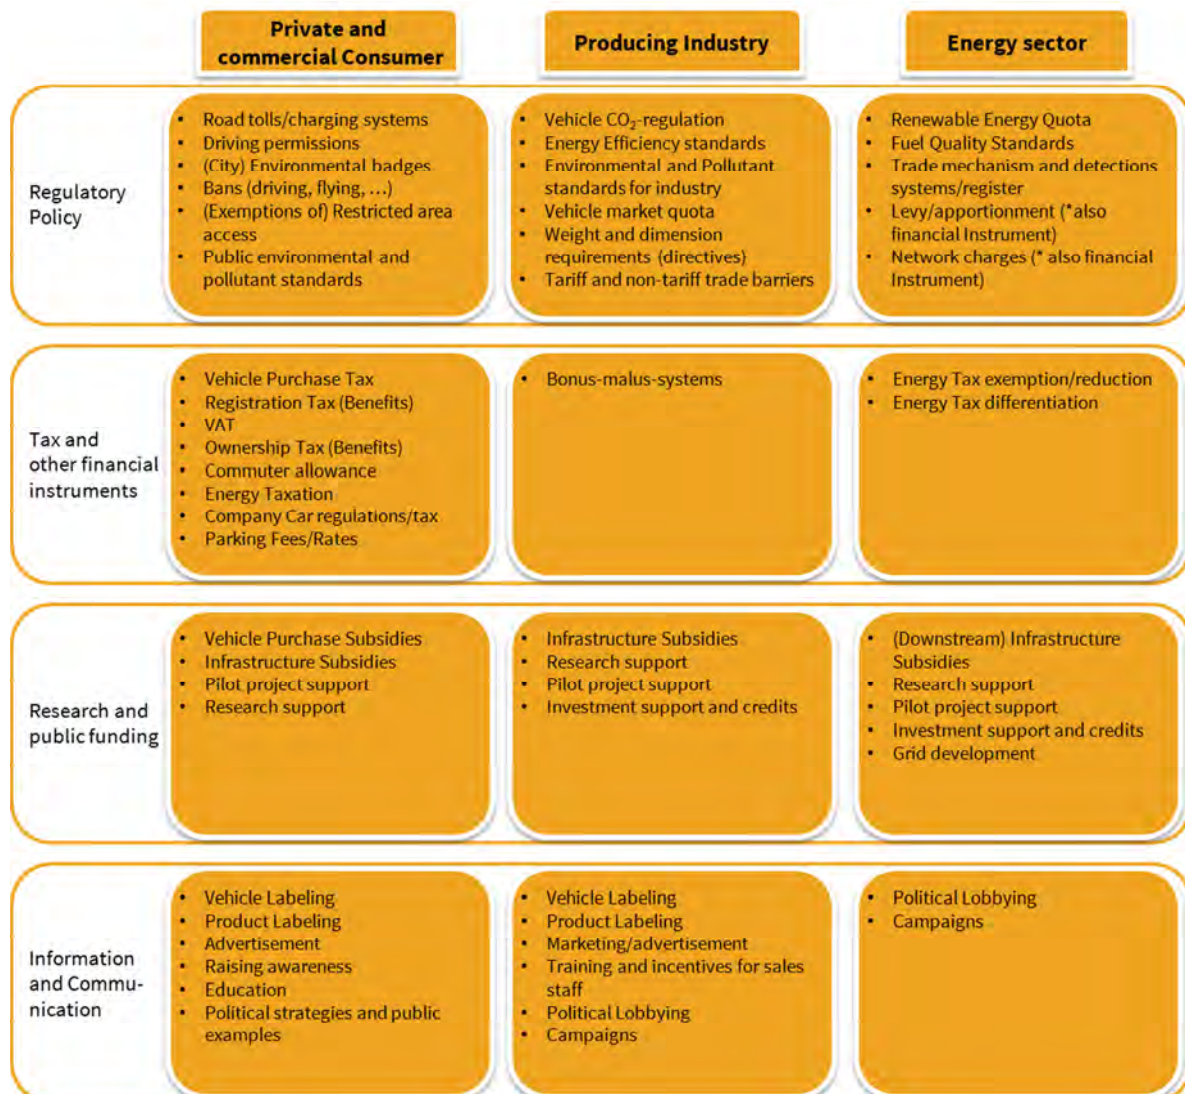 Private and
commercial Consumer
Producing Industry
Energy sector
Regulatory
Policy
• Road tolls/charging systems
• Driving permissions
• (City) Environmental badges
• Bans (driving, flying, …)
• (Exemptions of) Restricted area
access
• Public environmental and
pollutant standards
• Vehicle CO₂-regulation
• Energy Efficiency standards
• Environmental and Pollutant
standards for industry
• Vehicle market quota
• Weight and dimension
requirements (directives)
• Tariff and non-tariff trade barriers
• Renewable Energy Quota
• Fuel Quality Standards
• Trade mechanism and detections
systems/register
• Levy/apportionment (*also
financial Instrument)
• Network charges (* also financial
Instrument)
Tax and
other financial
instruments
• Vehicle Purchase Tax
• Registration Tax (Benefits)
• VAT
• Ownership Tax (Benefits)
• Commuter allowance
• Energy Taxation
• Company Car regulations/tax
• Parking Fees/Rates
• Bonus-malus-systems
• Energy Tax exemption/reduction
• Energy Tax differentiation
Research and
public funding
• Vehicle Purchase Subsidies
• Infrastructure Subsidies
• Pilot project support
• Research support
• Infrastructure Subsidies
• Research support
• Pilot project support
• Investment support and credits
• (Downstream) Infrastructure
Subsidies
• Research support
• Pilot project support
• Investment support and credits
• Grid development
Information
and Commu-
nication
• Vehicle Labeling
• Product Labeling
• Advertisement
• Raising awareness
• Education
• Political strategies and public
examples
• Vehicle Labeling
• Product Labeling
• Marketing/advertisement
• Training and incentives for sales
staff
• Political Lobbying
• Campaigns
• Political Lobbying
• Campaigns